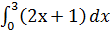 ∫₀³(2x + 1) dx